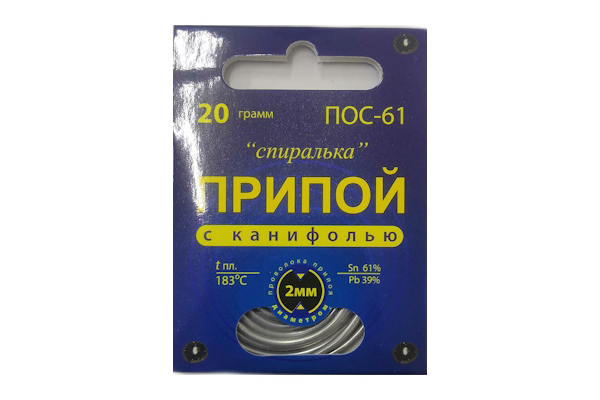 20 грамм ПОС-61
“спиралька”
ПРИПОЙ
с канифолью
t пл.
183°C
проволока припоя
2мм
диаметром
Sn 61%
Pb 39%